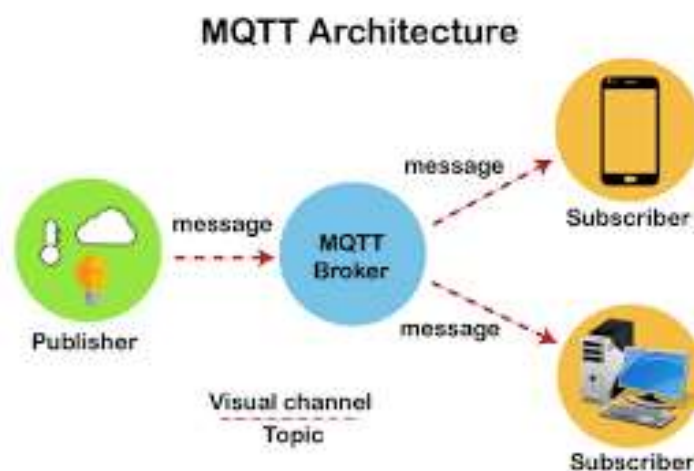 MQTT Architecture
message
Subscriber
message
MQTT
Broker
Publisher
message
Visual channel
Topic
Subscriber